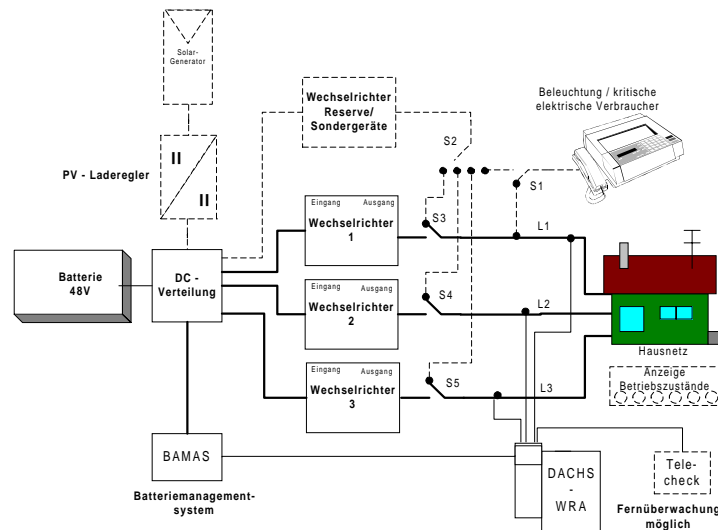 Solar-
Generator
Wechselrichter
Reserve/
Sondergeräte
Beleuchtung / kritische
elektrische Verbraucher
S2
II
PV - Laderegler
II
S1
Eingang Ausgang
Wechselrichter
1
S3
L1
Batterie
48V
DC -
Verteilung
Eingang Ausgang
Wechselrichter
2
S4
L2
Hausnetz
Eingang Ausgang
Wechselrichter
3
S5
L3
Anzeige
Betriebszustände
BAMAS
Batteriemanagement-
system
DACHS
-
WRA
Tele-
check
Fernüberwachung
möglich